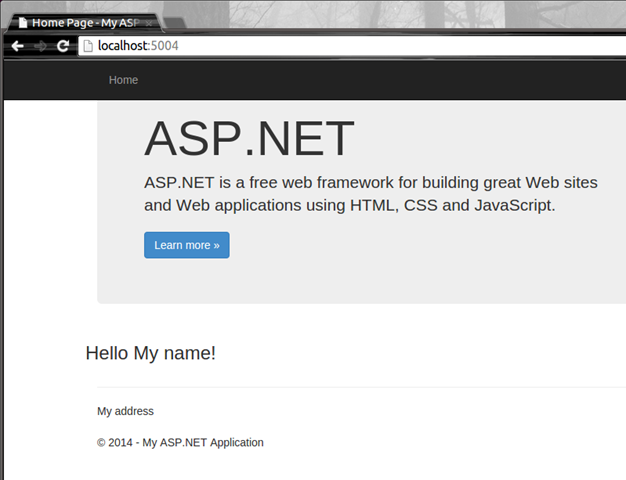 Home Page - My ASP
localhost:5004
Home
ASP.NET
ASP.NET is a free web framework for building great Web sites
and Web applications using HTML, CSS and JavaScript.
Learn more »
Hello My name!
My address
© 2014 - My ASP.NET Application